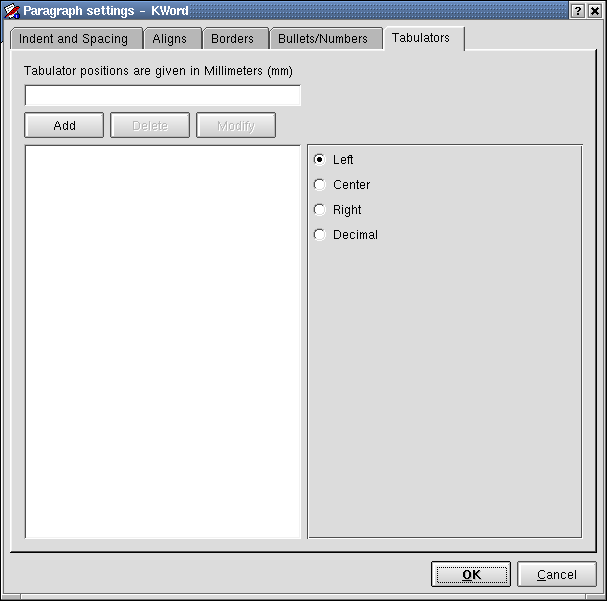 Paragraph settings - KWord
Indent and Spacing Aligns Borders Bullets/Numbers Tabulators
Tabulator positions are given in Millimeters (mm)
Add Delete Modify
Left
Center
Right
Decimal
OK Cancel